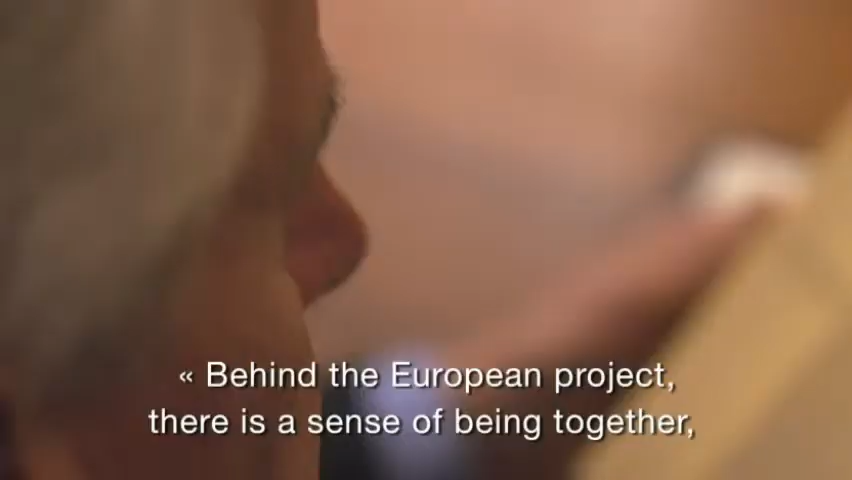 « Behind the European project,
there is a sense of being together,